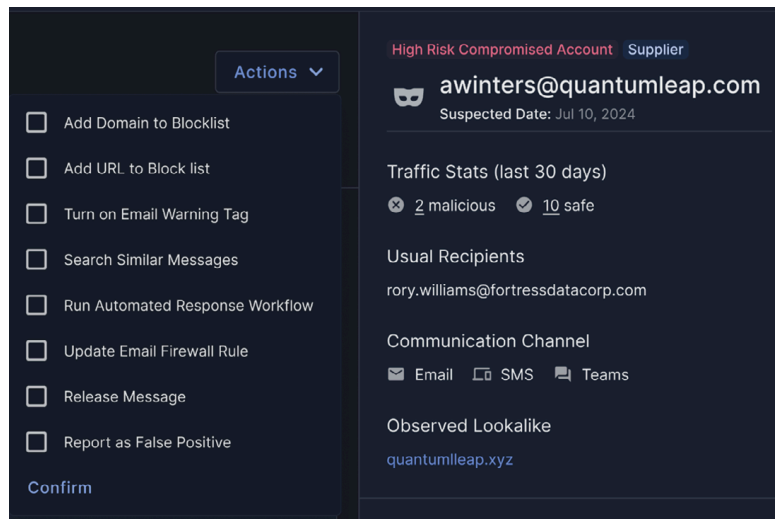 Actions
Add Domain to Blocklist
Add URL to Block list
Turn on Email Warning Tag
Search Similar Messages
Run Automated Response Workflow
Update Email Firewall Rule
Release Message
Report as False Positive
Confirm
High Risk Compromised Account Supplier
awinters@quantumleap.com
Suspected Date: Jul 10, 2024
Traffic Stats (last 30 days)
2 malicious 10 safe
Usual Recipients
rory.williams@fortressdatacorp.com
Communication Channel
Email SMS Teams
Observed Lookalike
quantumlleap.xyz